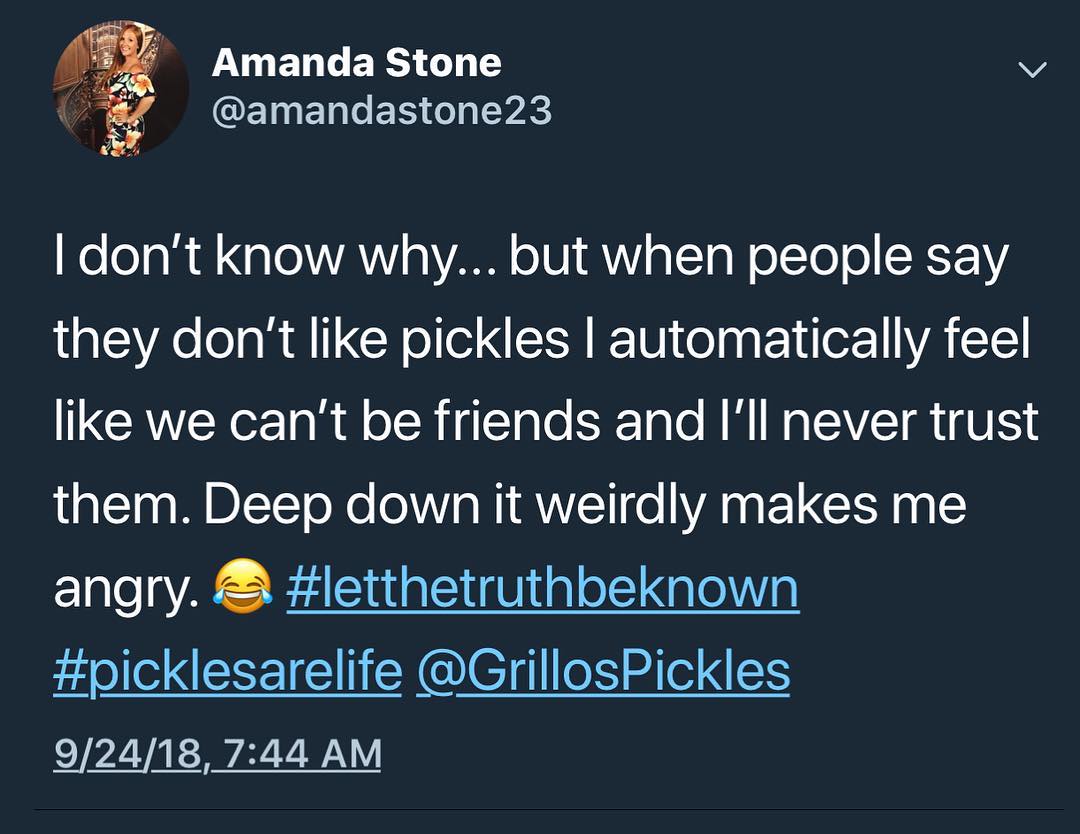 Amanda Stone
@amandastone23
I don’t know why... but when people say
they don’t like pickles I automatically feel
like we can’t be friends and I’ll never trust
them. Deep down it weirdly makes me
angry. 😂 #letthetruthbeknown
#picklesarelife @GrillosPickles
9/24/18, 7:44 AM